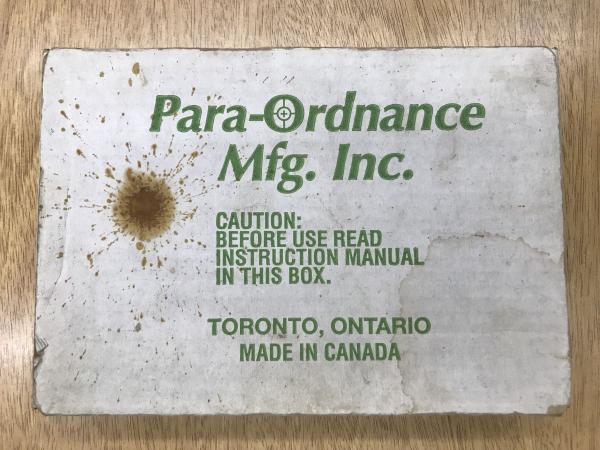 Para-Ordnance
Mfg. Inc.
CAUTION:
BEFORE USE READ
INSTRUCTION MANUAL
IN THIS BOX.
TORONTO, ONTARIO
MADE IN CANADA